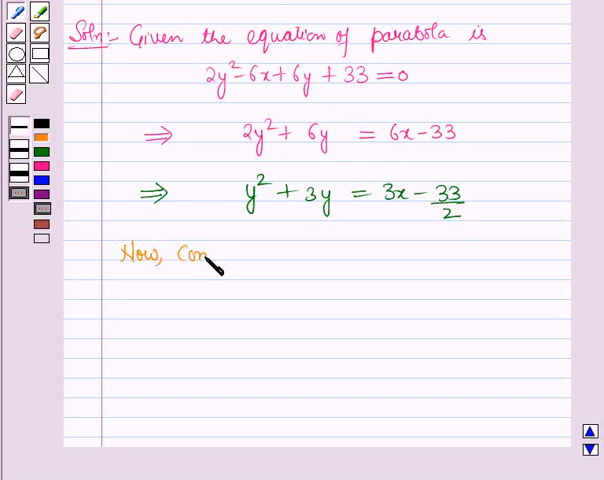 Soln:- Given the equation of parabola is
2y²-6x+6y+33=0
⇒ 2y²+6y = 6x-33
⇒ y²+3y = 3x-33/2
Now, Com